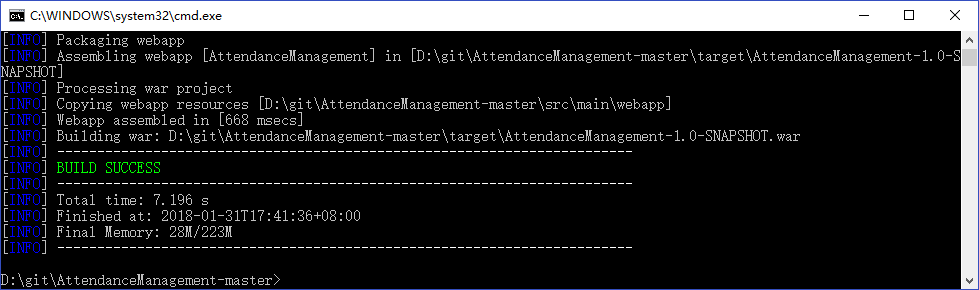 C:\WINDOWS\system32\cmd.exe
[INFO] Packaging webapp
[INFO] Assembling webapp [AttendanceManagement] in [D:\git\AttendanceManagement-master\target\AttendanceManagement-1.0-S
NAPSHOT]
[INFO] Processing war project
[INFO] Copying webapp resources [D:\git\AttendanceManagement-master\src\main\webapp]
[INFO] Webapp assembled in [668 msecs]
[INFO] Building war: D:\git\AttendanceManagement-master\target\AttendanceManagement-1.0-SNAPSHOT.war
[INFO] ------------------------------------------------------------------------
[INFO] BUILD SUCCESS
[INFO] ------------------------------------------------------------------------
[INFO] Total time: 7.196 s
[INFO] Finished at: 2018-01-31T17:41:36+08:00
[INFO] Final Memory: 28M/223M
[INFO] ------------------------------------------------------------------------
D:\git\AttendanceManagement-master>